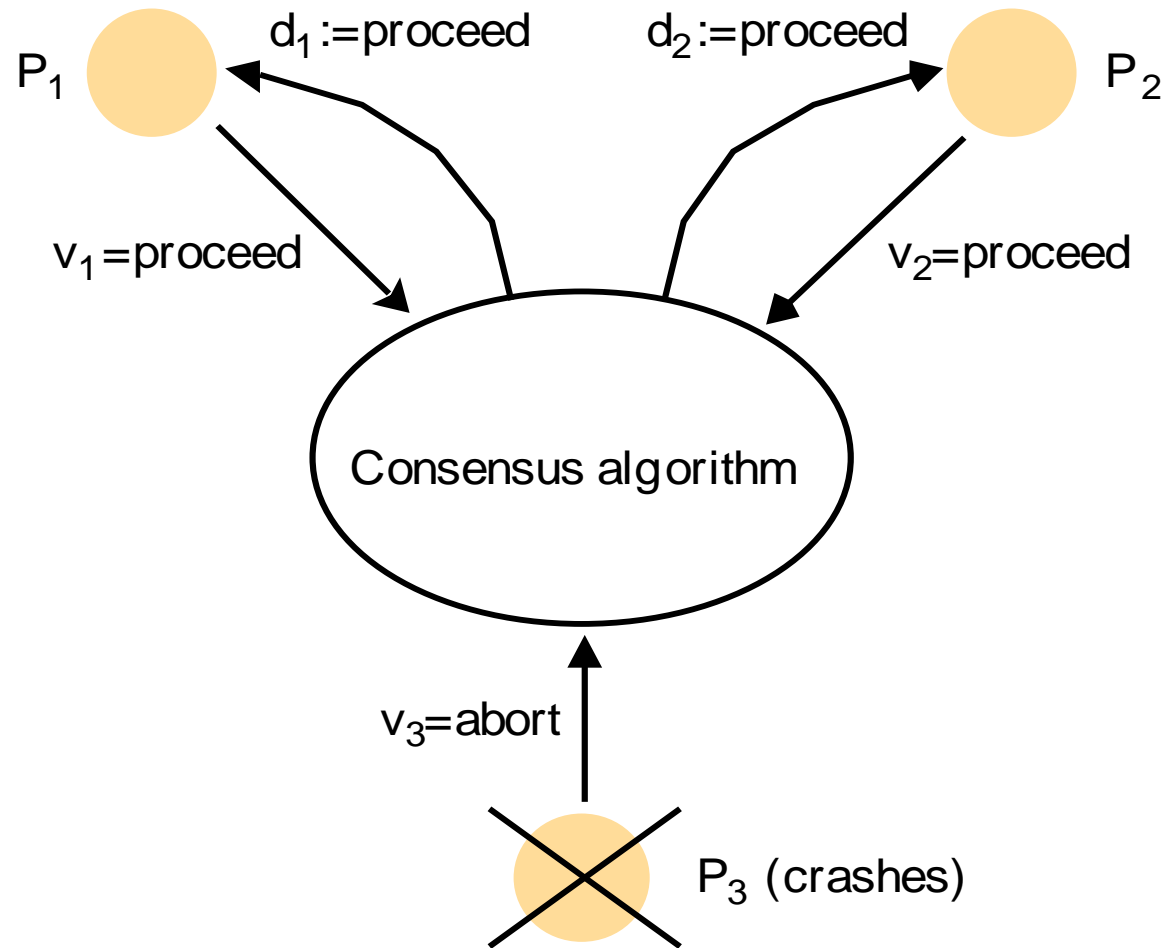 d₁:=proceed
d₂:=proceed
P₁
P₂
v₁=proceed
v₂=proceed
Consensus algorithm
v₃=abort
P₃ (crashes)